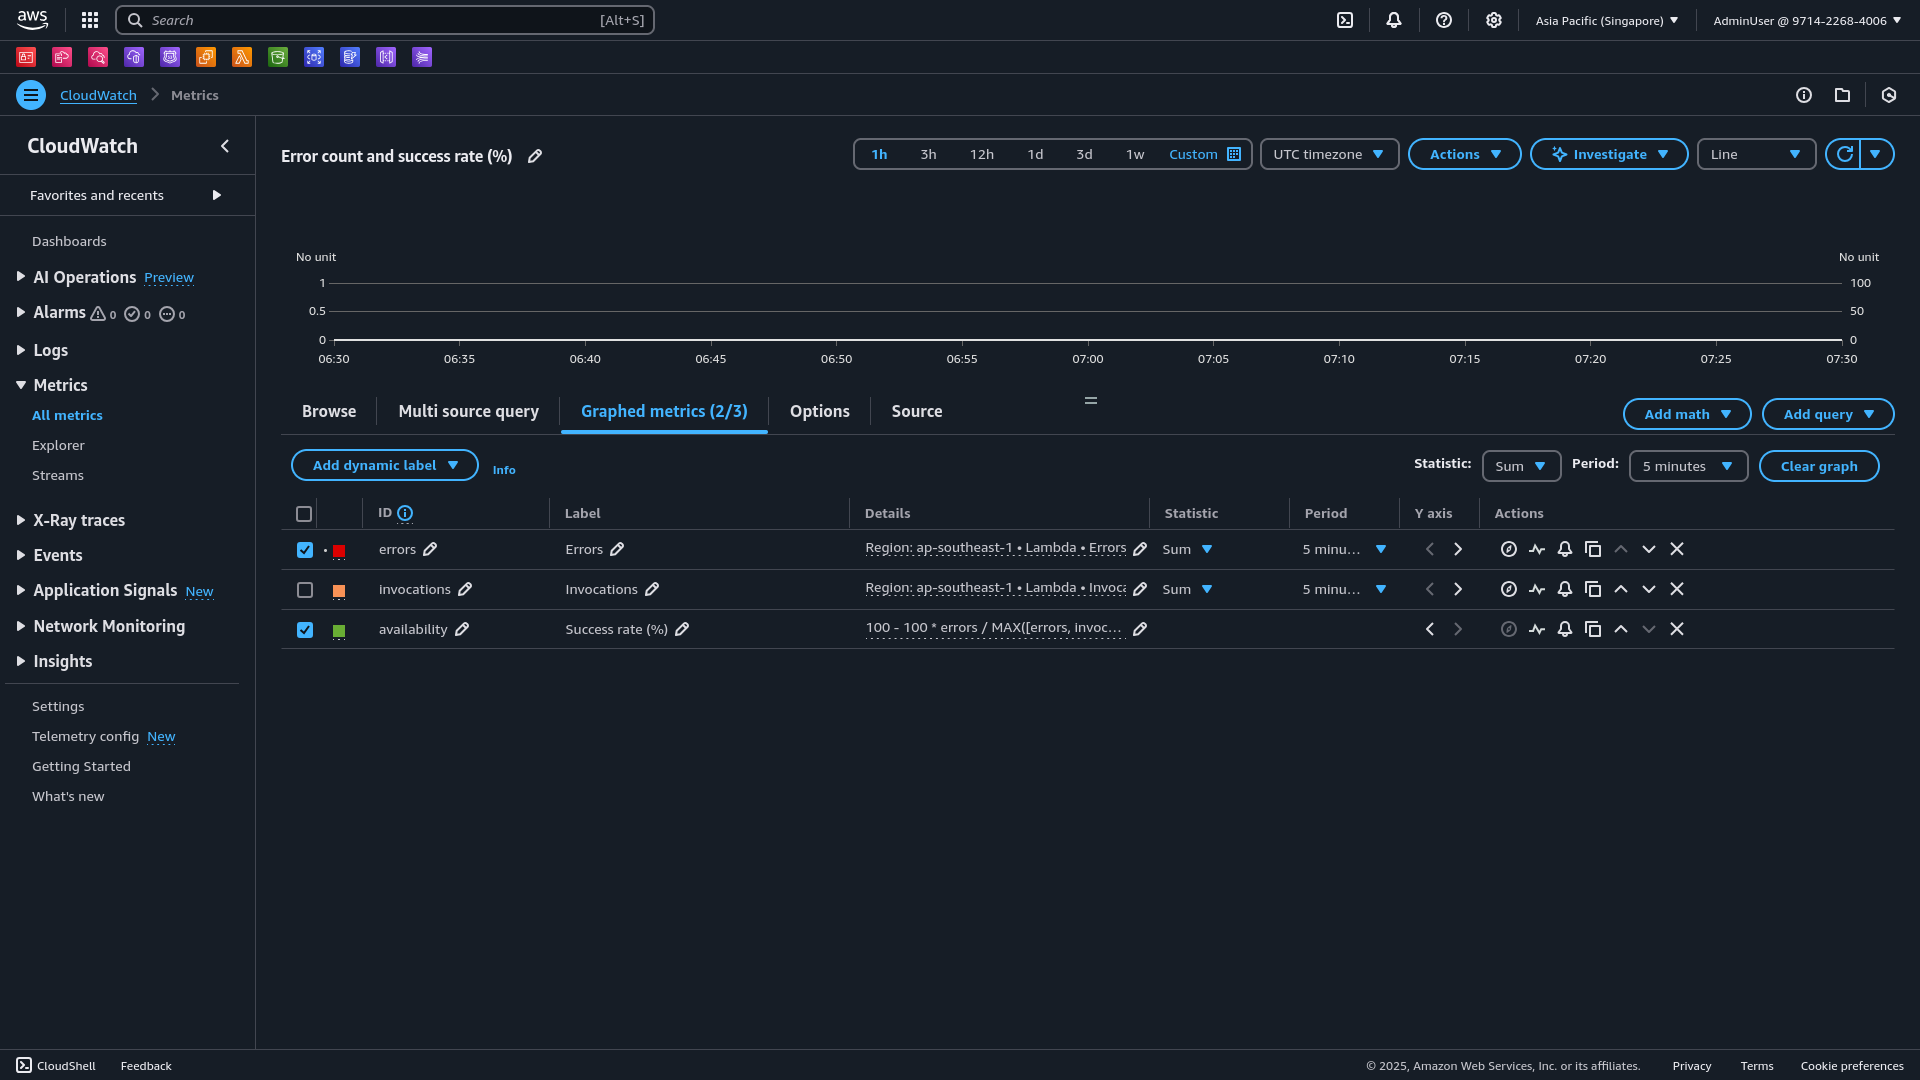 aws
Search [Alt+S]
Asia Pacific (Singapore)
AdminUser @ 9714-2268-4006
CloudWatch
Metrics
CloudWatch
Favorites and recents
Dashboards
AI Operations Preview
Alarms 0 0 0
Logs
Metrics
All metrics
Explorer
Streams
X-Ray traces
Events
Application Signals New
Network Monitoring
Insights
Settings
Telemetry config New
Getting Started
What's new
Error count and success rate (%)
1h 3h 12h 1d 3d 1w Custom
UTC timezone
Actions
Investigate
Line
No unit No unit
1 100
0.5 50
0 0
06:30 06:35 06:40 06:45 06:50 06:55 07:00 07:05 07:10 07:15 07:20 07:25 07:30
Browse Multi source query Graphed metrics (2/3) Options Source
Add math Add query
Add dynamic label Info
Statistic: Sum Period: 5 minutes Clear graph
ID Label Details Statistic Period Y axis Actions
errors Errors Region: ap-southeast-1 • Lambda • Errors Sum 5 minu...
invocations Invocations Region: ap-southeast-1 • Lambda • Invoca Sum 5 minu...
availability Success rate (%) 100 - 100 * errors / MAX([errors, invoc...
CloudShell Feedback
© 2025, Amazon Web Services, Inc. or its affiliates. Privacy Terms Cookie preferences